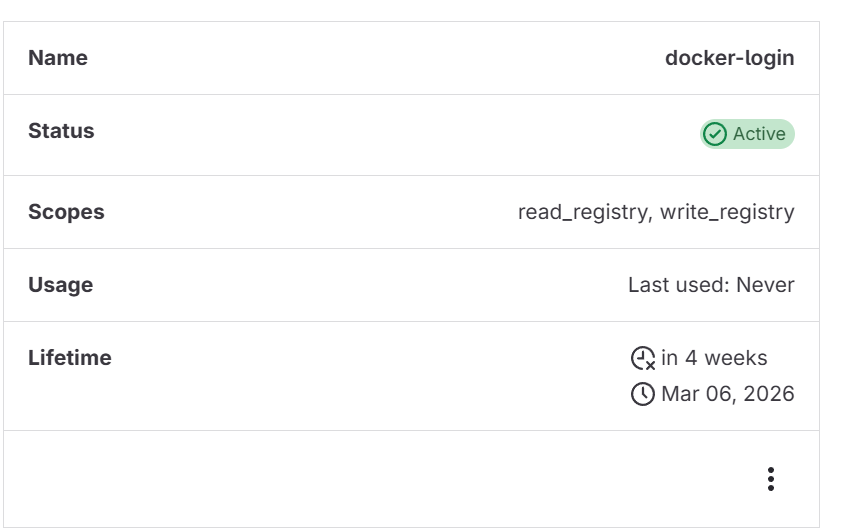 Name docker-login
Status Active
Scopes read_registry, write_registry
Usage Last used: Never
Lifetime in 4 weeks
Mar 06, 2026